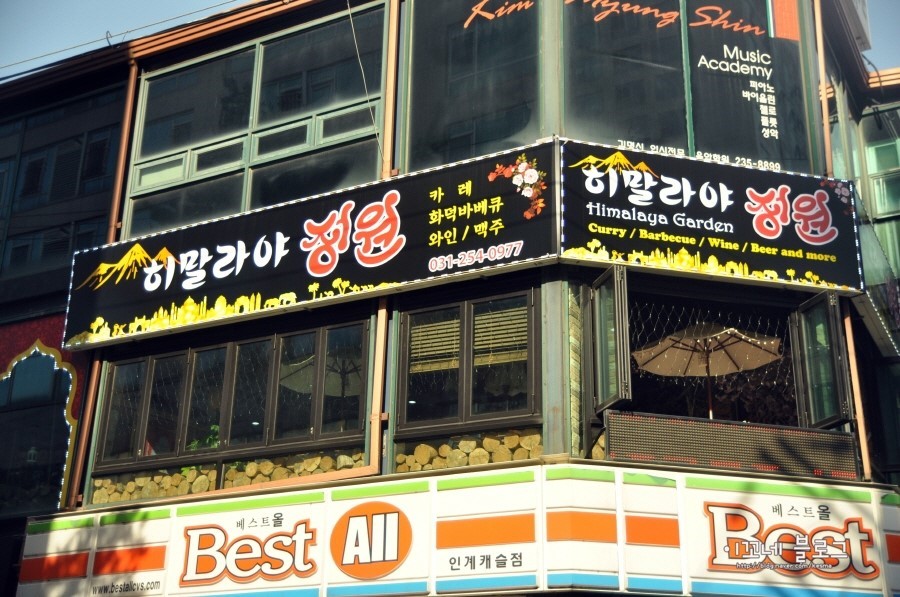 Kim Myung Shin
Music
Academy
피아노
바이올린
첼로
플룻
성악
235-8899
히말라야 정원
카 레
화덕바베큐
와인 / 맥주
031-254-0977
히말라야 정원
Himalaya Garden
Curry / Barbecue / Wine / Beer and more
베스트올
Best All
인계캐슬점
www.bestallcvs.com
베스트올
Best